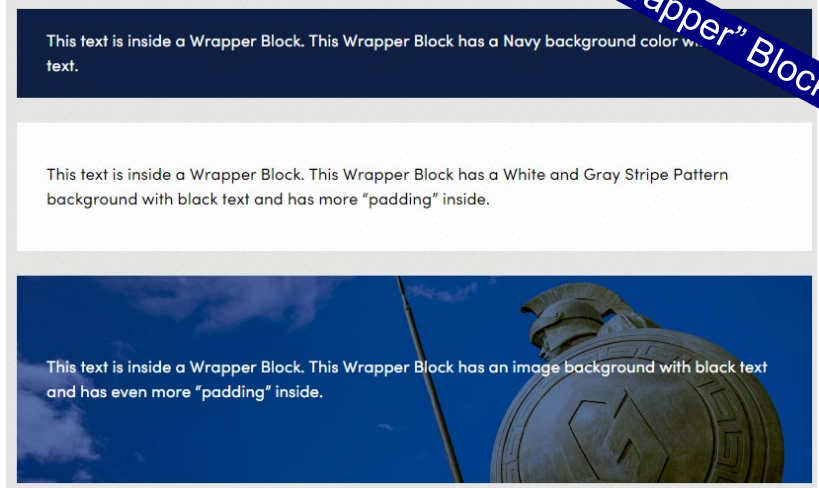 Wrapper" Block
This text is inside a Wrapper Block. This Wrapper Block has a Navy background color
text.
This text is inside a Wrapper Block. This Wrapper Block has a White and Gray Stripe Pattern
background with black text and has more “padding” inside.
This text is inside a Wrapper Block. This Wrapper Block has an image background with black text
and has even more “padding” inside.